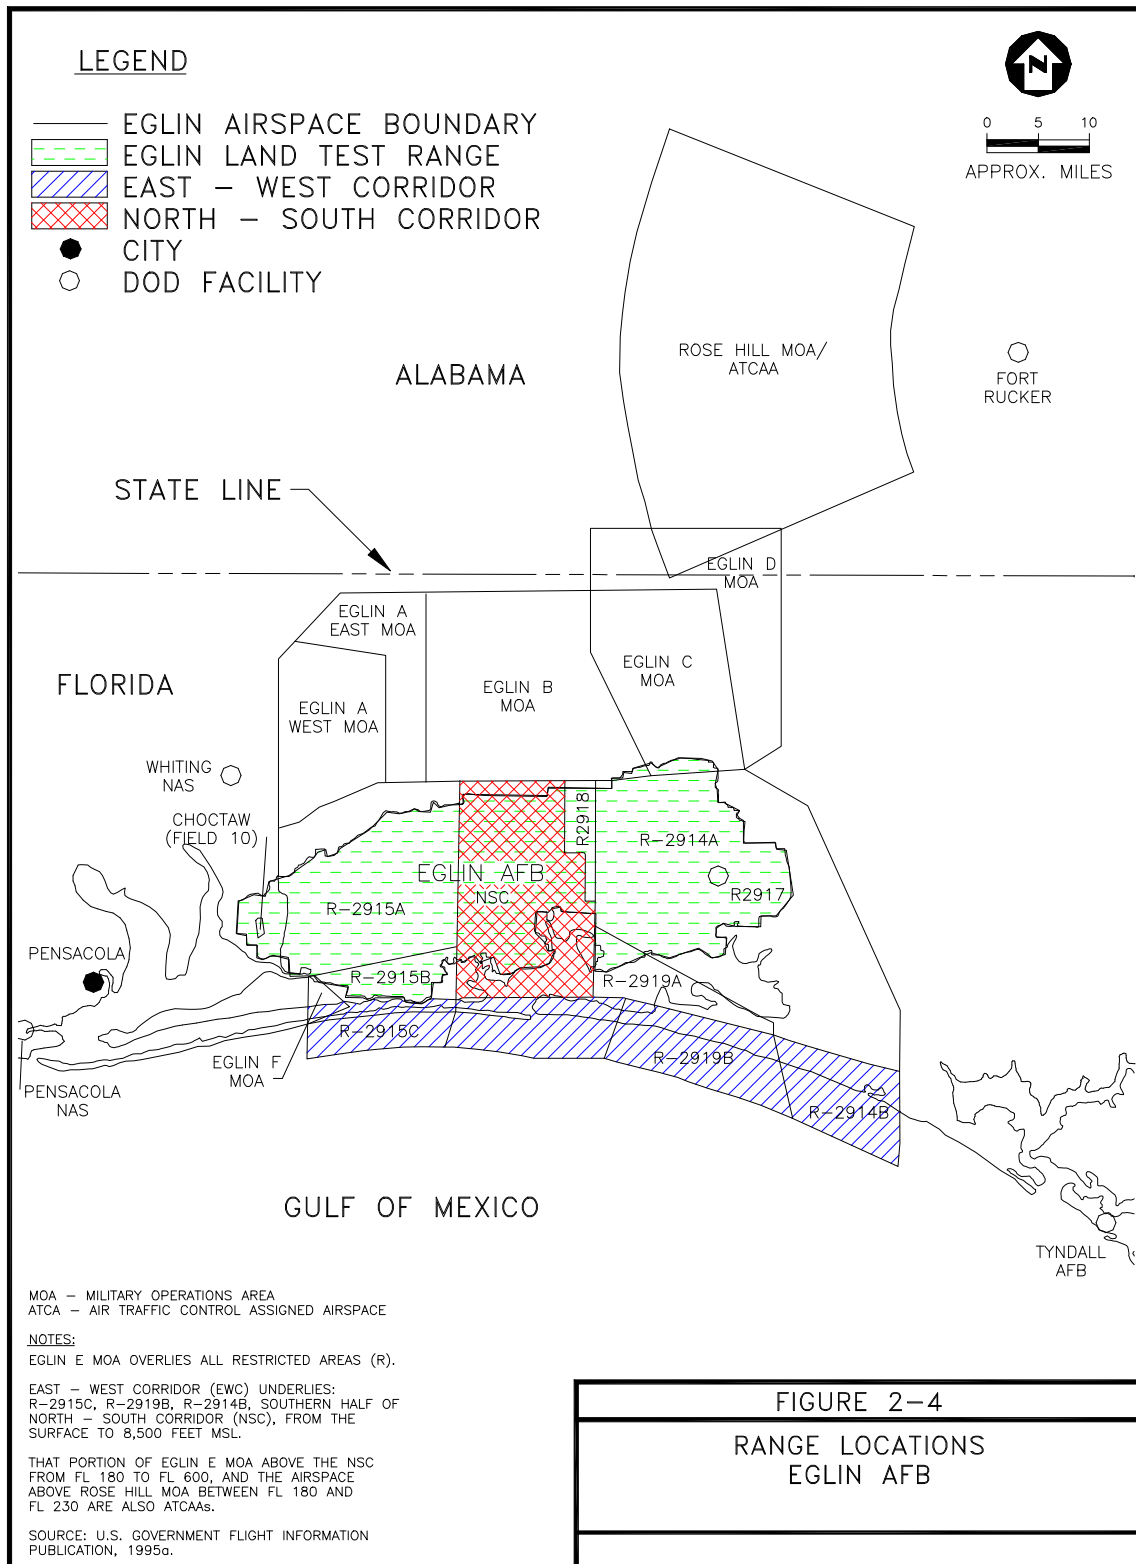 LEGEND
EGLIN AIRSPACE BOUNDARY
EGLIN LAND TEST RANGE
EAST – WEST CORRIDOR
NORTH – SOUTH CORRIDOR
CITY
DOD FACILITY
N
0 5 10
APPROX. MILES
ROSE HILL MOA/
ATCAA
FORT
RUCKER
ALABAMA
STATE LINE
EGLIN D
MOA
EGLIN A
EAST MOA
FLORIDA
EGLIN C
MOA
EGLIN B
MOA
EGLIN A
WEST MOA
WHITING
NAS
CHOCTAW
(FIELD 10)
R2918
R-2914A
EGLIN AFB
NSC
R2917
R-2915A
PENSACOLA
R-2915B
R-2919A
R-2915C
EGLIN F
MOA
R-2919B
PENSACOLA
NAS
R-2914B
GULF OF MEXICO
TYNDALL
AFB
MOA – MILITARY OPERATIONS AREA
ATCA – AIR TRAFFIC CONTROL ASSIGNED AIRSPACE
NOTES:
EGLIN E MOA OVERLIES ALL RESTRICTED AREAS (R).
EAST – WEST CORRIDOR (EWC) UNDERLIES:
R-2915C, R-2919B, R-2914B, SOUTHERN HALF OF
NORTH – SOUTH CORRIDOR (NSC), FROM THE
SURFACE TO 8,500 FEET MSL.
THAT PORTION OF EGLIN E MOA ABOVE THE NSC
FROM FL 180 TO FL 600, AND THE AIRSPACE
ABOVE ROSE HILL MOA BETWEEN FL 180 AND
FL 230 ARE ALSO ATCAAs.
SOURCE: U.S. GOVERNMENT FLIGHT INFORMATION
PUBLICATION, 1995a.
FIGURE 2-4
RANGE LOCATIONS
EGLIN AFB